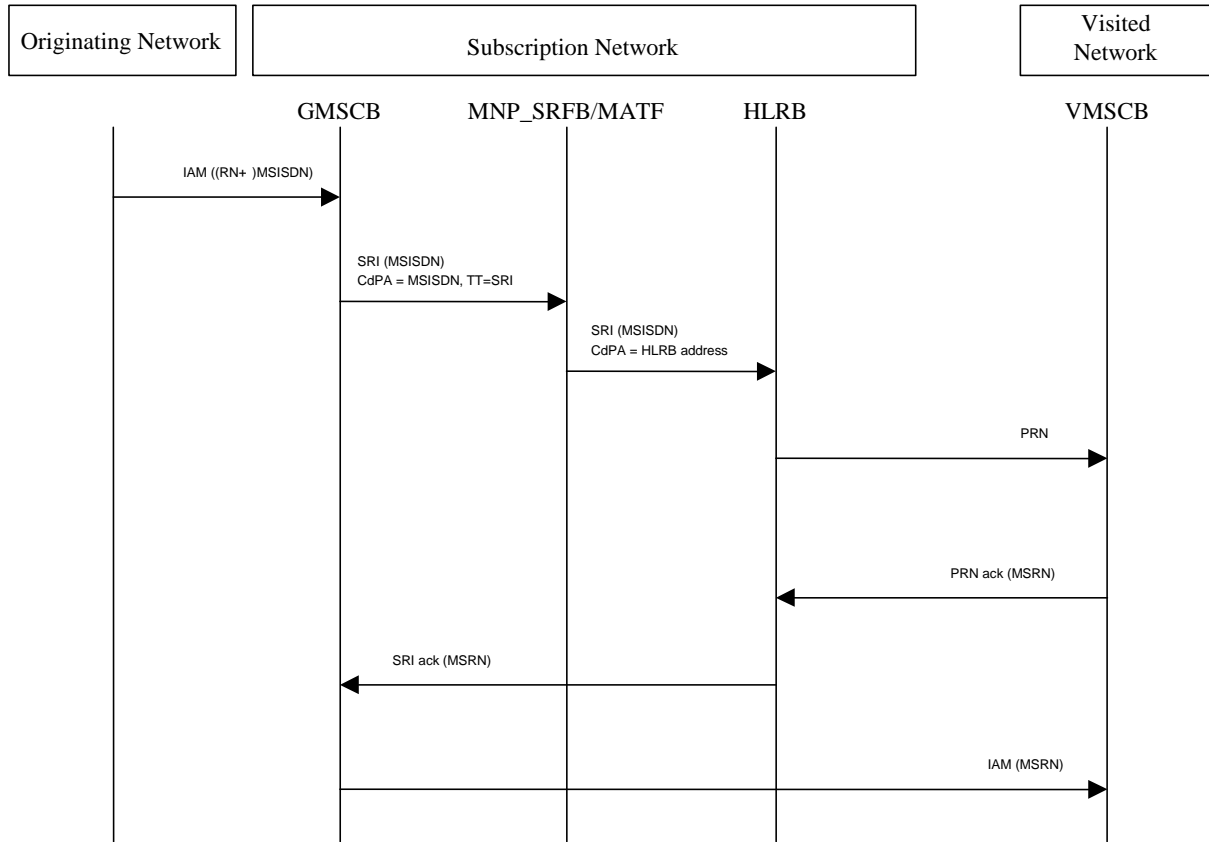 Originating Network
Subscription Network
Visited
Network
GMSCB
MNP_SRFB/MATF
HLRB
VMSCB
IAM ((RN+ )MSISDN)
SRI (MSISDN)
CdPA = MSISDN, TT=SRI
SRI (MSISDN)
CdPA = HLRB address
PRN
PRN ack (MSRN)
SRI ack (MSRN)
IAM (MSRN)